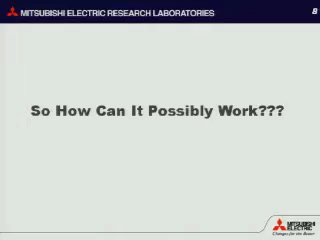 MITSUBISHI ELECTRIC RESEARCH LABORATORIES
8
So How Can It Possibly Work???
MITSUBISHI
ELECTRIC
Changes for the Better